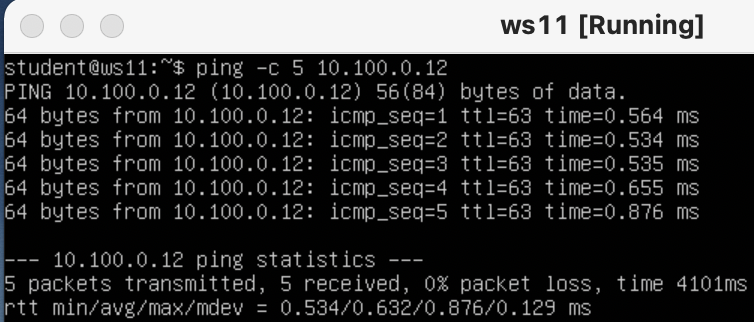 ws11 [Running]
student@ws11:~$ ping -c 5 10.100.0.12
PING 10.100.0.12 (10.100.0.12) 56(84) bytes of data.
64 bytes from 10.100.0.12: icmp_seq=1 ttl=63 time=0.564 ms
64 bytes from 10.100.0.12: icmp_seq=2 ttl=63 time=0.534 ms
64 bytes from 10.100.0.12: icmp_seq=3 ttl=63 time=0.535 ms
64 bytes from 10.100.0.12: icmp_seq=4 ttl=63 time=0.655 ms
64 bytes from 10.100.0.12: icmp_seq=5 ttl=63 time=0.876 ms
--- 10.100.0.12 ping statistics ---
5 packets transmitted, 5 received, 0% packet loss, time 4101ms
rtt min/avg/max/mdev = 0.534/0.632/0.876/0.129 ms